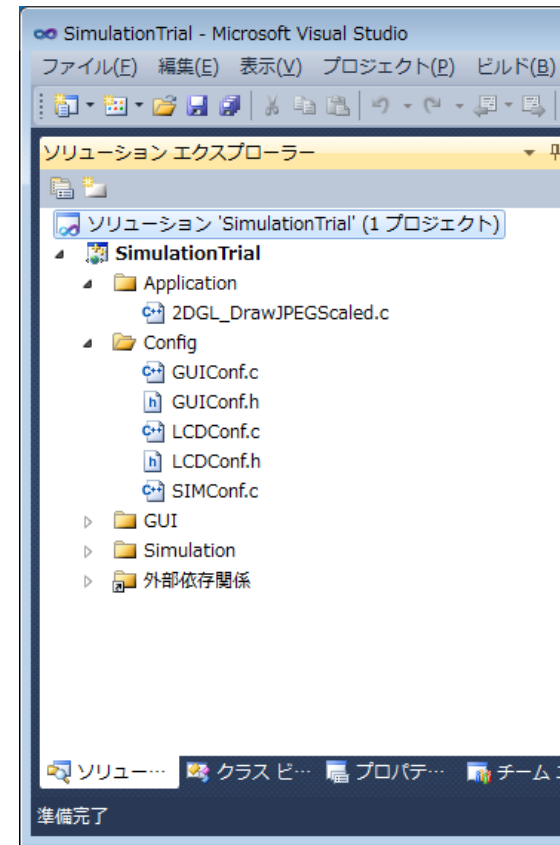 SimulationTrial - Microsoft Visual Studio
ファイル(F) 編集(E) 表示(V) プロジェクト(P) ビルド(B)
ソリューション エクスプローラー
ソリューション 'SimulationTrial' (1 プロジェクト)
SimulationTrial
Application
2DGL_DrawJPEGScaled.c
Config
GUIConf.c
GUIConf.h
LCDConf.c
LCDConf.h
SIMConf.c
GUI
Simulation
外部依存関係
ソリュー… クラス ビ… プロパテ… チーム
準備完了